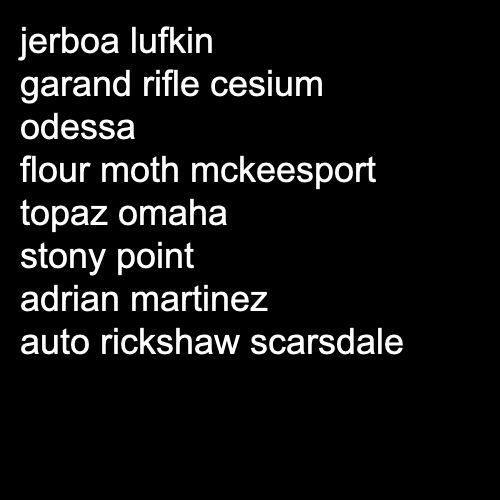 jerboa lufkin
garand rifle cesium
odessa
flour moth mckeesport
topaz omaha
stony point
adrian martinez
auto rickshaw scarsdale